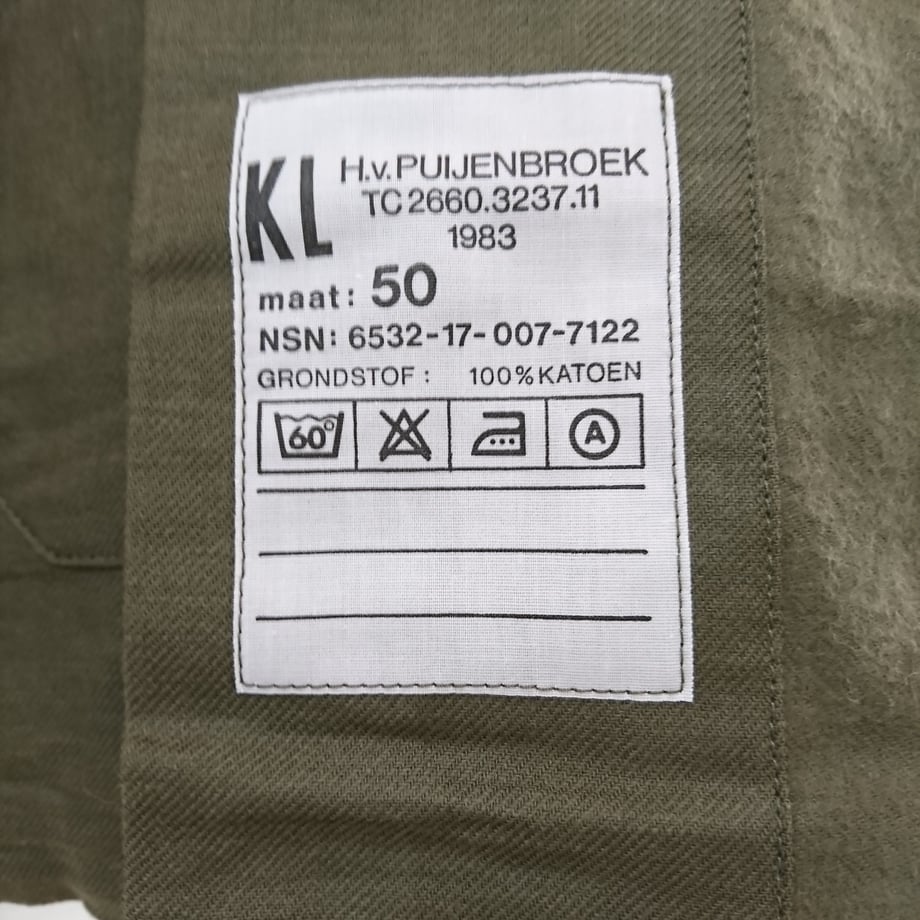 KL
H.v.PUIJENBROEK
TC 2660.3237.11
1983
maat: 50
NSN: 6532-17-007-7122
GRONDSTOF : 100%KATOEN
60° A